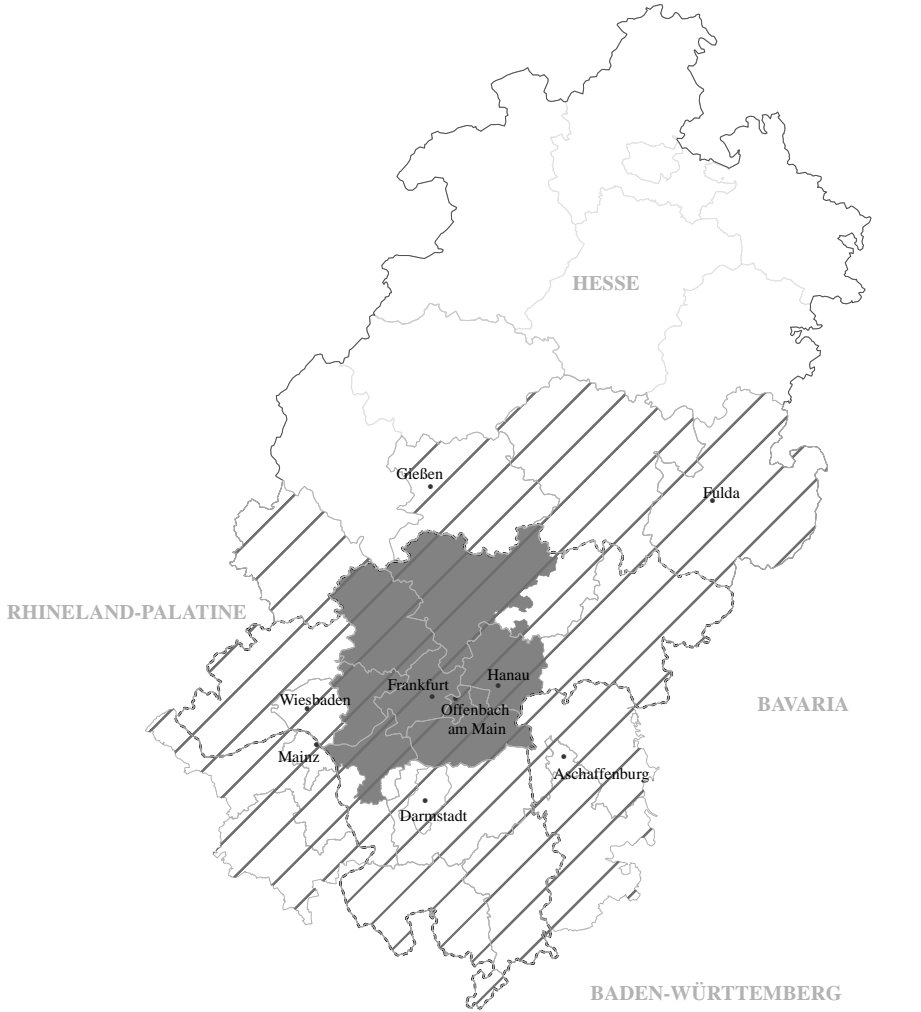 HESSE
Gießen
Fulda
RHINELAND-PALATINE
Hanau
Frankfurt
Wiesbaden
Offenbach
am Main
BAVARIA
Mainz
Aschaffenburg
Darmstadt
BADEN-WÜRTTEMBERG